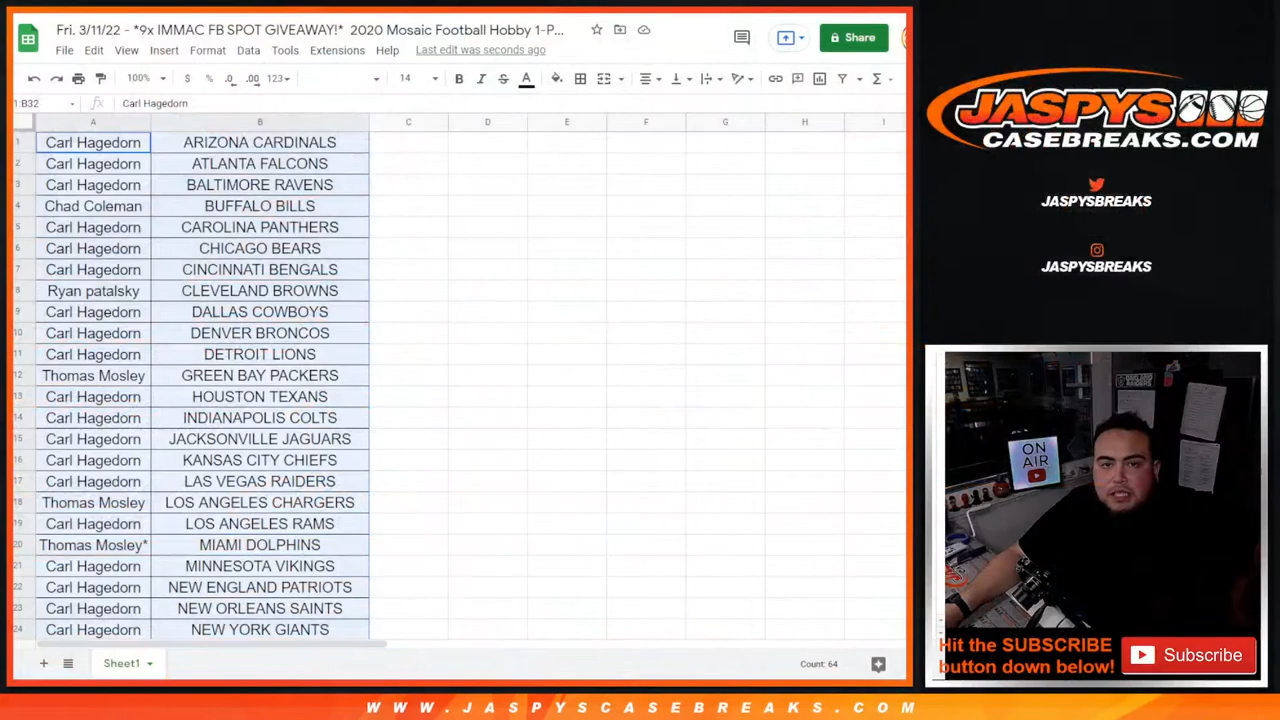 Fri. 3/11/22 - *9x IMMAC FB SPOT GIVEAWAY!* 2020 Mosaic Football Hobby 1-P...
Share
File Edit View Insert Format Data Tools Extensions Help Last edit was seconds ago
100% $ % .0 .00 123 14 B I S A
1:B32 fx Carl Hagedorn
A B C D E F G H I
1 Carl Hagedorn ARIZONA CARDINALS
2 Carl Hagedorn ATLANTA FALCONS
3 Carl Hagedorn BALTIMORE RAVENS
4 Chad Coleman BUFFALO BILLS
5 Carl Hagedorn CAROLINA PANTHERS
6 Carl Hagedorn CHICAGO BEARS
7 Carl Hagedorn CINCINNATI BENGALS
8 Ryan patalsky CLEVELAND BROWNS
9 Carl Hagedorn DALLAS COWBOYS
10 Carl Hagedorn DENVER BRONCOS
11 Carl Hagedorn DETROIT LIONS
12 Thomas Mosley GREEN BAY PACKERS
13 Carl Hagedorn HOUSTON TEXANS
14 Carl Hagedorn INDIANAPOLIS COLTS
15 Carl Hagedorn JACKSONVILLE JAGUARS
16 Carl Hagedorn KANSAS CITY CHIEFS
17 Carl Hagedorn LAS VEGAS RAIDERS
18 Thomas Mosley LOS ANGELES CHARGERS
19 Carl Hagedorn LOS ANGELES RAMS
20 Thomas Mosley* MIAMI DOLPHINS
21 Carl Hagedorn MINNESOTA VIKINGS
22 Carl Hagedorn NEW ENGLAND PATRIOTS
23 Carl Hagedorn NEW ORLEANS SAINTS
24 Carl Hagedorn NEW YORK GIANTS
Sheet1
Count: 64
JASPYS
CASEBREAKS.COM
JASPYSBREAKS
JASPYSBREAKS
ON
AIR
Hit the SUBSCRIBE
button down below!
Subscribe
WWW.JASPYSCASEBREAKS.COM